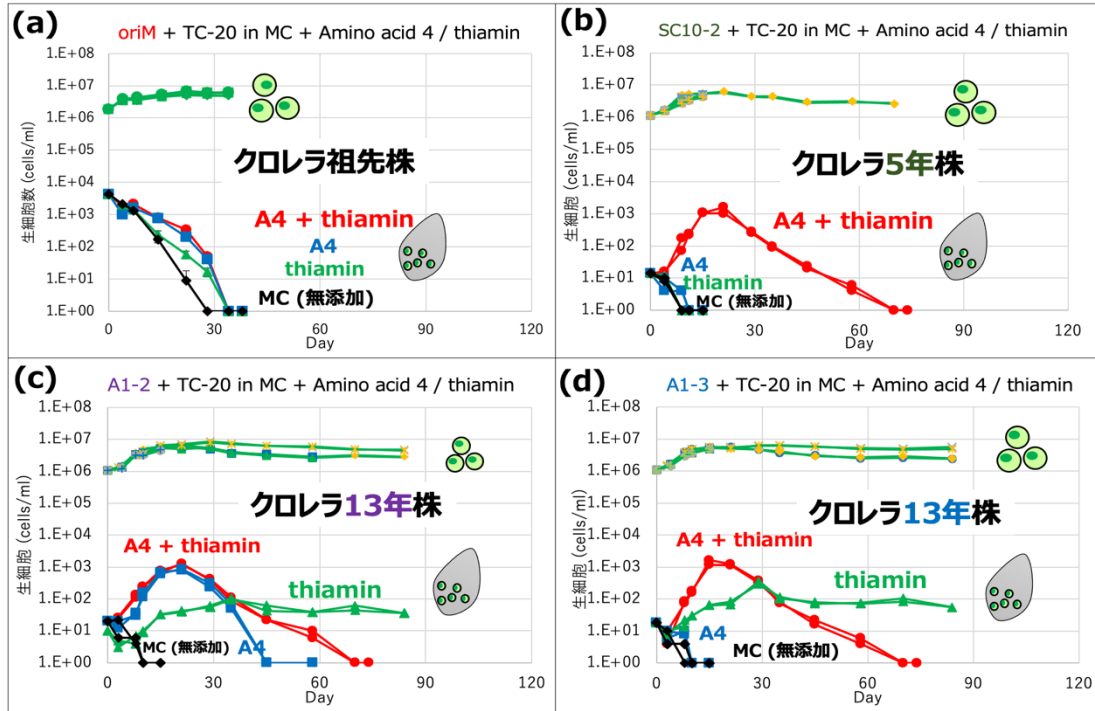 (a)
oriM + TC-20 in MC + Amino acid 4 / thiamin
生細胞数 (cells/ml)
1.E+08
1.E+07
1.E+06
1.E+05
1.E+04
1.E+03
1.E+02
1.E+01
1.E+00
クロレラ祖先株
A4 + thiamin
A4
thiamin
MC (無添加)
0 30 60 90 120
Day
(b)
SC10-2 + TC-20 in MC + Amino acid 4 / thiamin
生細胞 (cells/ml)
1.E+08
1.E+07
1.E+06
1.E+05
1.E+04
1.E+03
1.E+02
1.E+01
1.E+00
クロレラ5年株
A4 + thiamin
A4
thiamin
MC (無添加)
0 30 60 90 120
Day
(c)
A1-2 + TC-20 in MC + Amino acid 4 / thiamin
生細胞 (cells/ml)
1.E+08
1.E+07
1.E+06
1.E+05
1.E+04
1.E+03
1.E+02
1.E+01
1.E+00
クロレラ13年株
A4 + thiamin
thiamin
MC (無添加)
A4
0 30 60 90 120
Day
(d)
A1-3 + TC-20 in MC + Amino acid 4 / thiamin
生細胞 (cells/ml)
1.E+08
1.E+07
1.E+06
1.E+05
1.E+04
1.E+03
1.E+02
1.E+01
1.E+00
クロレラ13年株
A4 + thiamin
thiamin
A4
MC (無添加)
0 30 60 90 120
Day